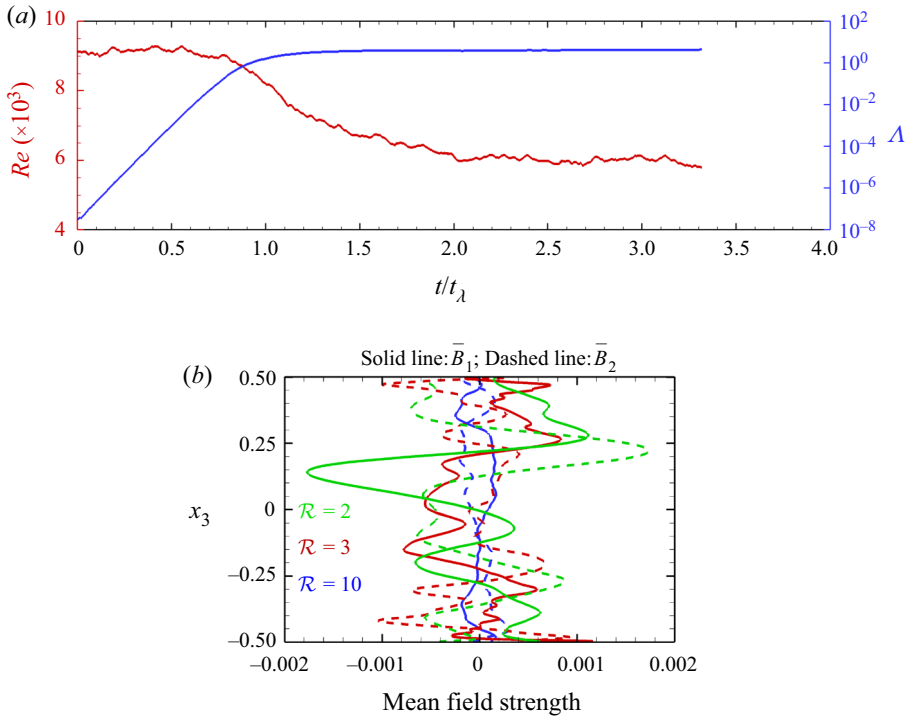 (a)
10
8
6
4
Re (×10³)
10²
10⁰
10⁻²
10⁻⁴
10⁻⁶
10⁻⁸
Λ
0 0.5 1.0 1.5 2.0 2.5 3.0 3.5 4.0
t/t_λ
Solid line: B̅₁; Dashed line: B̅₂
(b)
0.50
0.25
0
−0.25
−0.50
x₃
ℛ = 2
ℛ = 3
ℛ = 10
−0.002 −0.001 0 0.001 0.002
Mean field strength